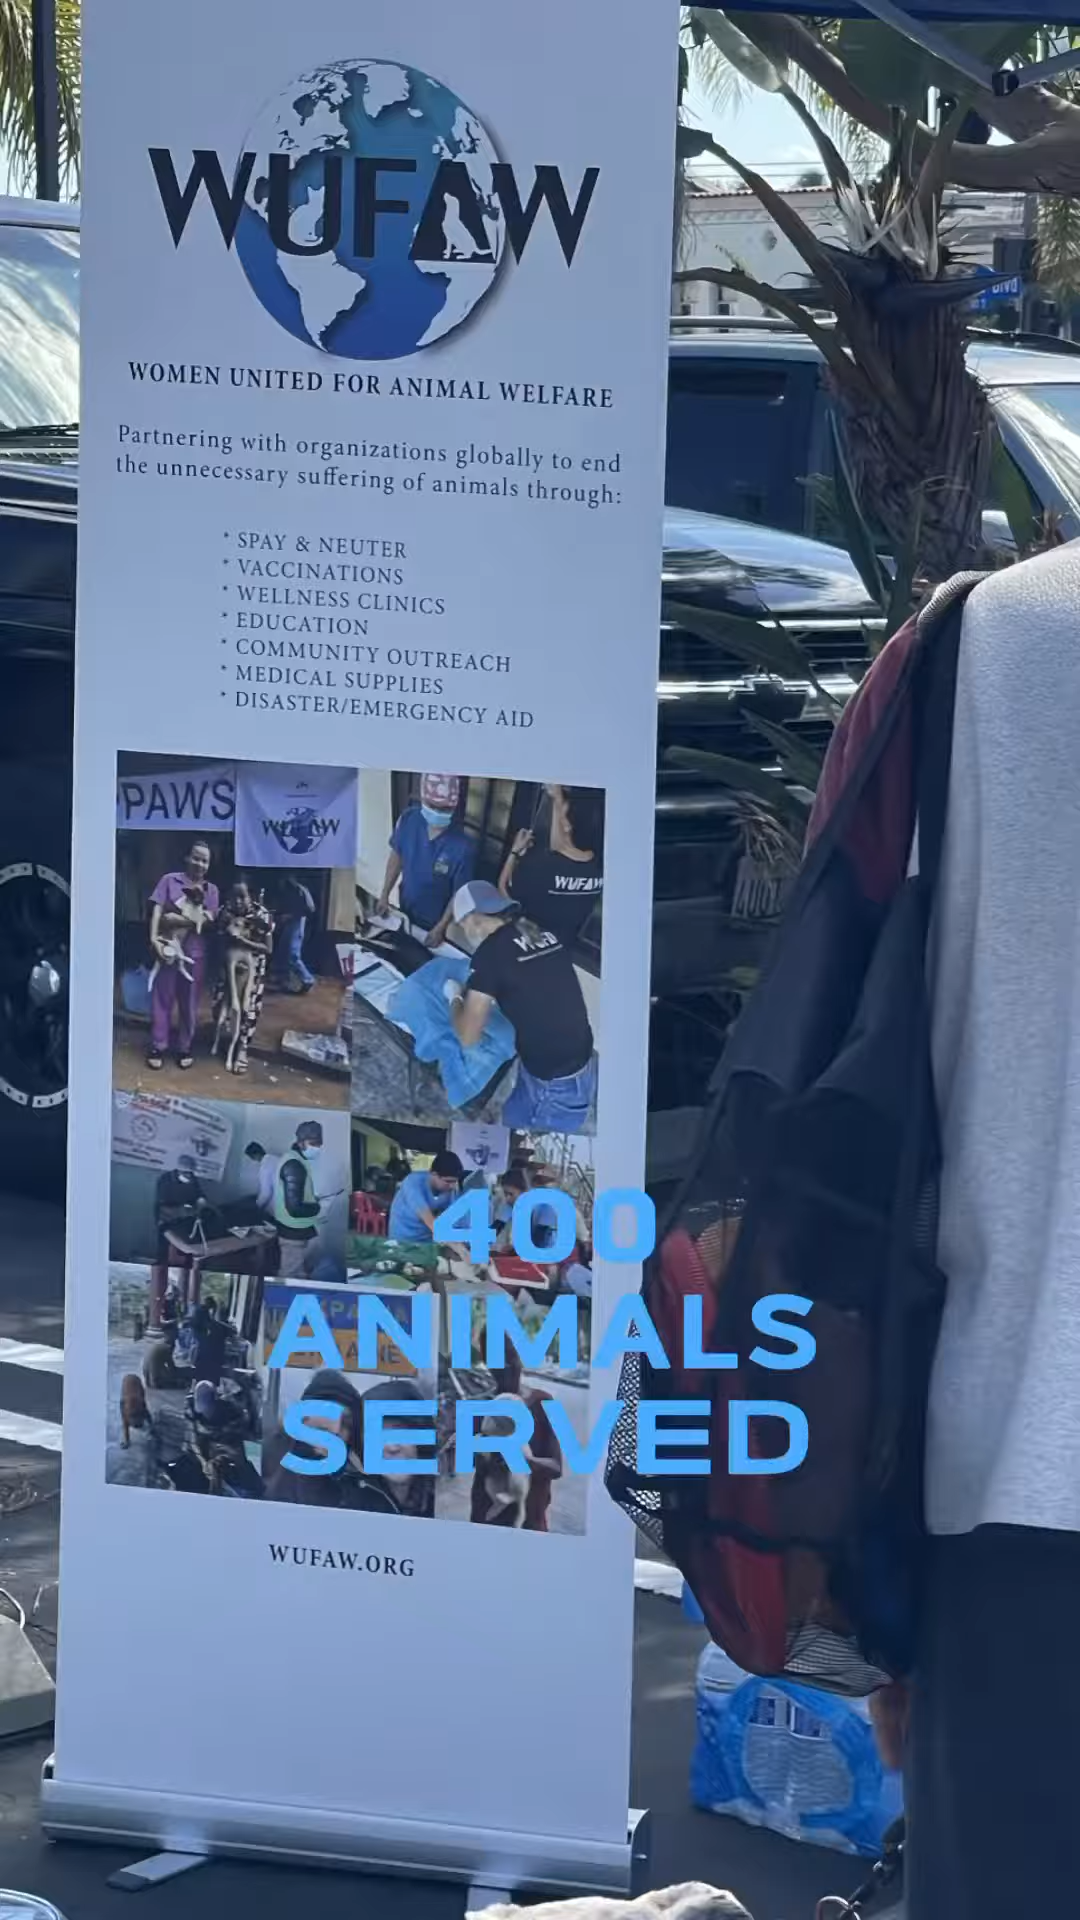 WUFAW
WOMEN UNITED FOR ANIMAL WELFARE
Partnering with organizations globally to end
the unnecessary suffering of animals through:
* SPAY & NEUTER
* VACCINATIONS
* WELLNESS CLINICS
* EDUCATION
* COMMUNITY OUTREACH
* MEDICAL SUPPLIES
* DISASTER/EMERGENCY AID
PAWS
WUFAW
WUFAW
400
ANIMALS
SERVED
WUFAW.ORG
Blvd